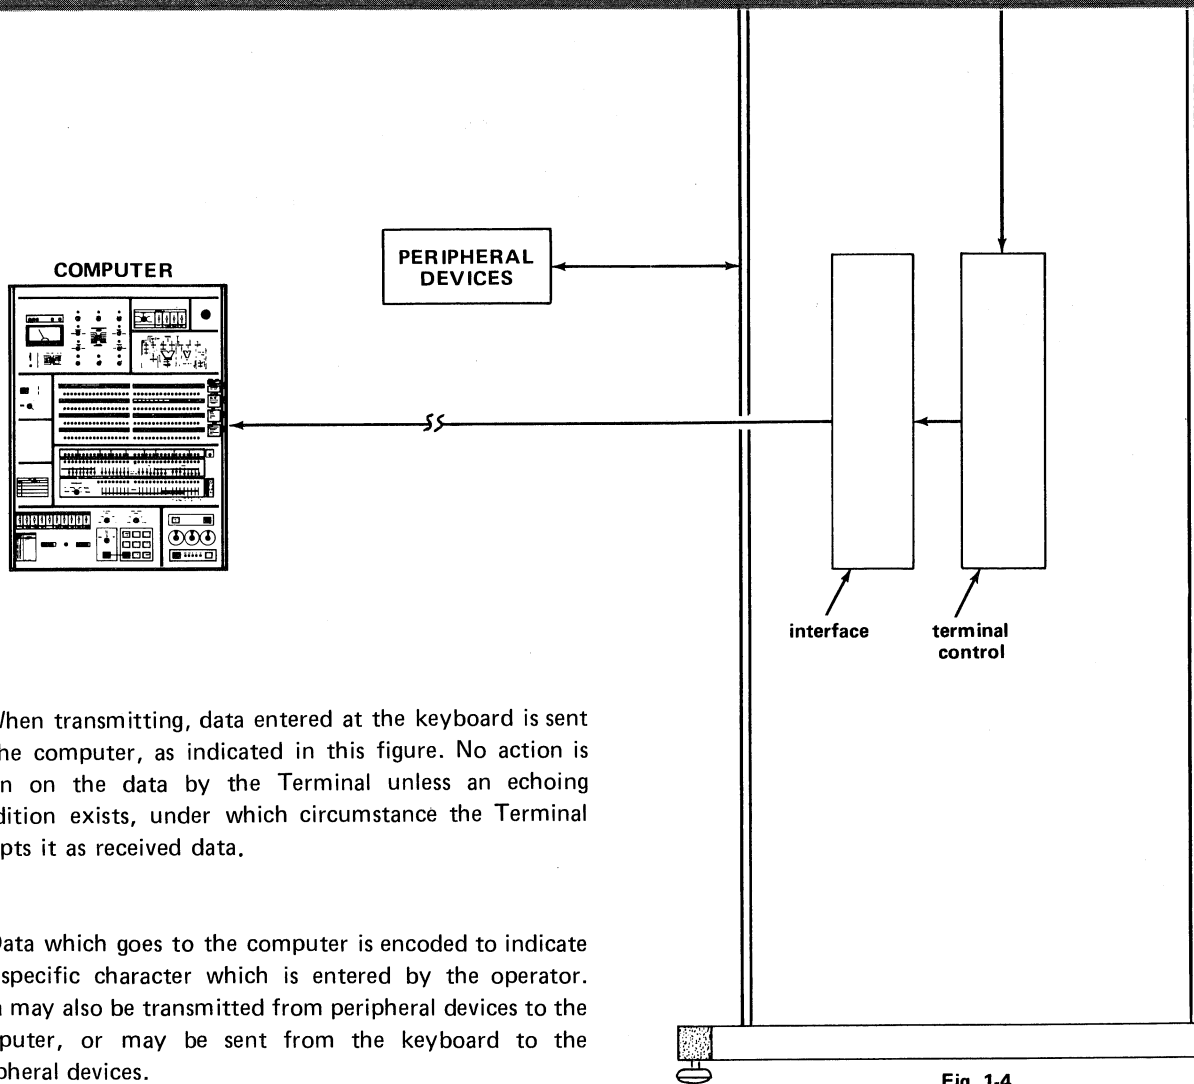 COMPUTER
PERIPHERAL
DEVICES
interface
terminal
control
When transmitting, data entered at the keyboard is sent
he computer, as indicated in this figure. No action is
n on the data by the Terminal unless an echoing
dition exists, under which circumstance the Terminal
pts it as received data.
Data which goes to the computer is encoded to indicate
specific character which is entered by the operator.
may also be transmitted from peripheral devices to the
puter, or may be sent from the keyboard to the
pheral devices.
Fig. 1-4